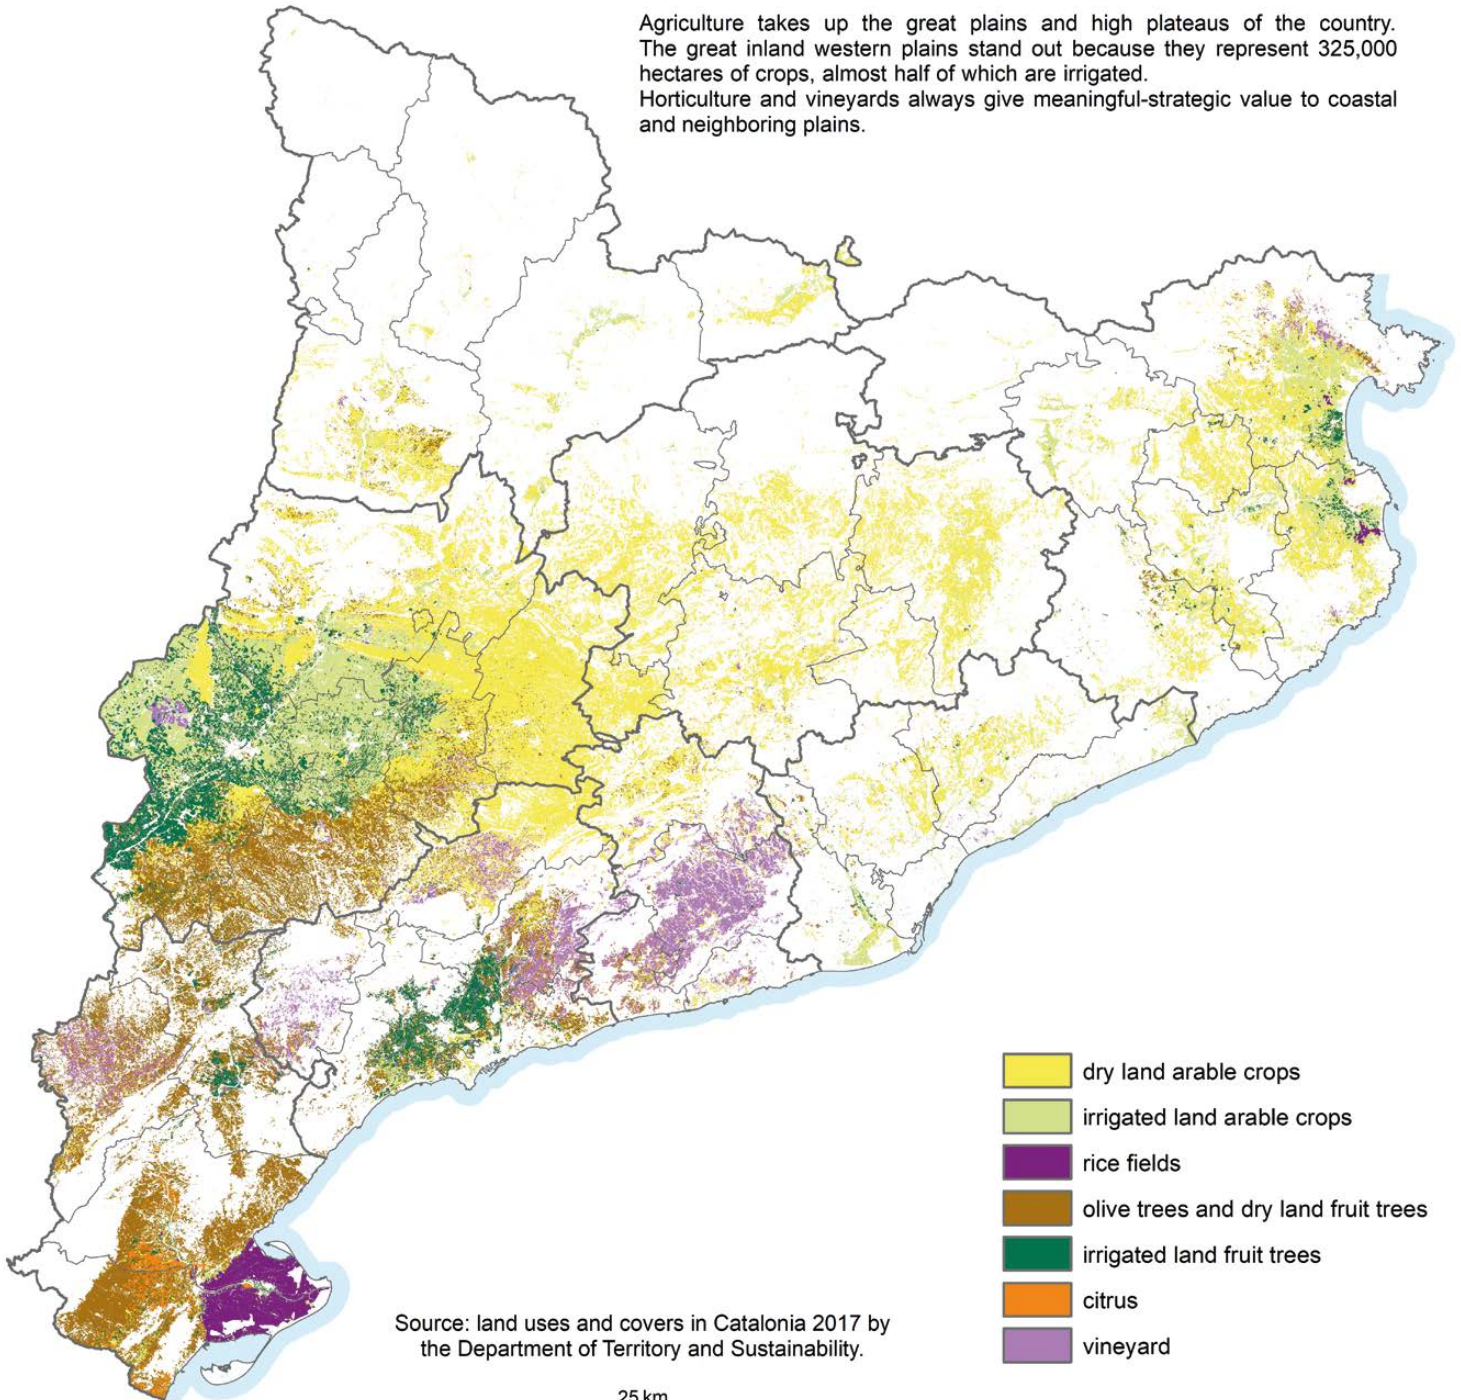 Agriculture takes up the great plains and high plateaus of the country.
The great inland western plains stand out because they represent 325,000
hectares of crops, almost half of which are irrigated.
Horticulture and vineyards always give meaningful-strategic value to coastal
and neighboring plains.
dry land arable crops
irrigated land arable crops
rice fields
olive trees and dry land fruit trees
irrigated land fruit trees
citrus
vineyard
Source: land uses and covers in Catalonia 2017 by
the Department of Territory and Sustainability.
25 km